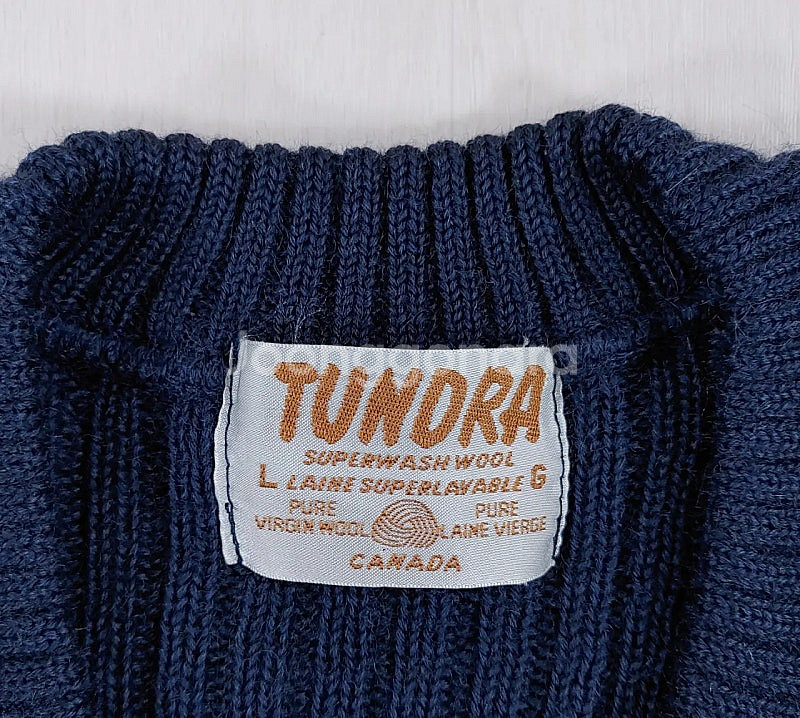 TUNDRA
SUPERWASH WOOL
L LAINE SUPERLAVABLE G
PURE PURE
VIRGIN WOOL LAINE VIERGE
CANADA